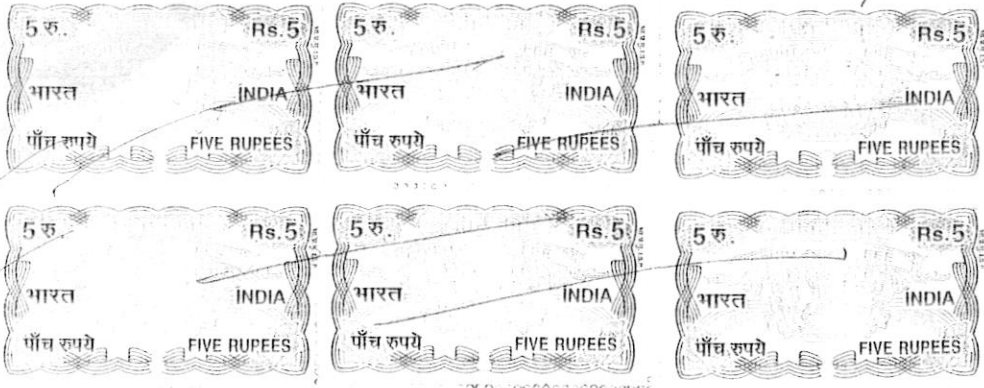 5 रु. Rs.5 5 रु. Rs.5 5 रु. Rs.5
भारत INDIA भारत INDIA भारत INDIA
पाँच रुपये FIVE RUPEES पाँच रुपये FIVE RUPEES पाँच रुपये FIVE RUPEES
5 रु. Rs.5 5 रु. Rs.5 5 रु. Rs.5
भारत INDIA भारत INDIA भारत INDIA
पाँच रुपये FIVE RUPEES पाँच रुपये FIVE RUPEES पाँच रुपये FIVE RUPEES